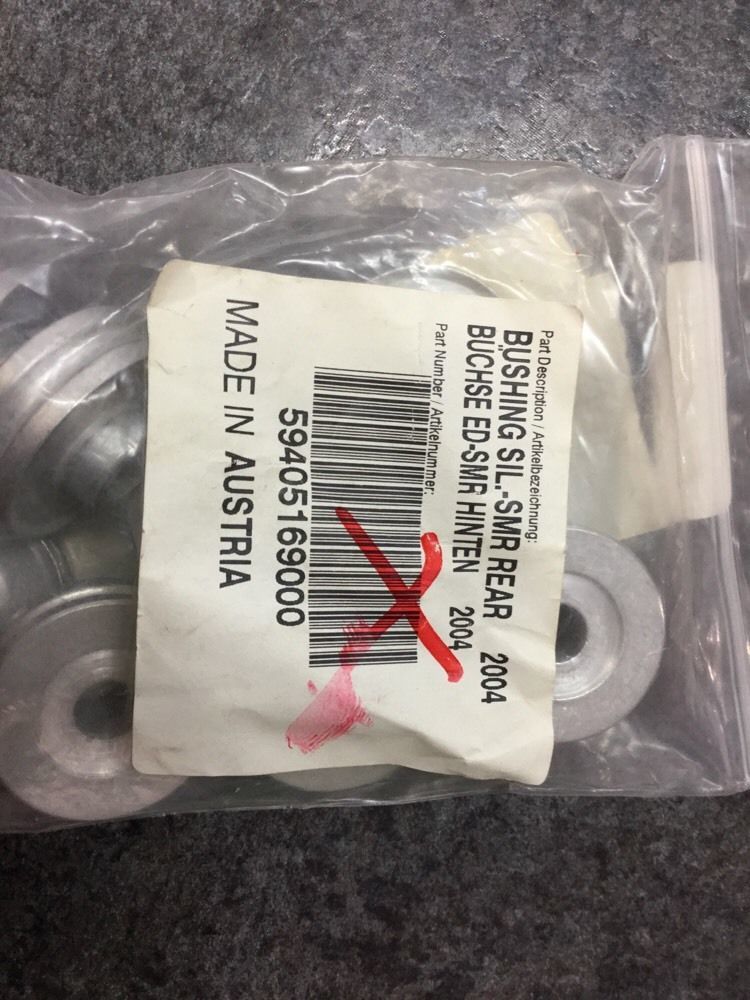 Part Description / Artikelbezeichnung:
BUSHING SIL.-SMR REAR 2004
BÜCHSE ED-SMR HINTEN 2004
Part Number / Artikelnummer:
59405169000
MADE IN AUSTRIA